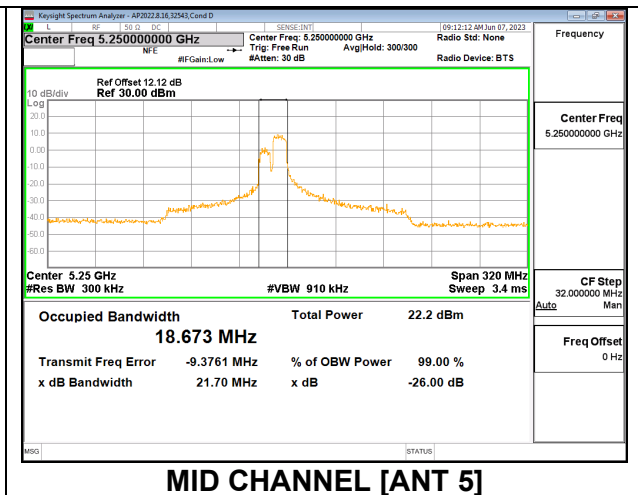 Keysight Spectrum Analyzer - AP2022.8.16,32543,Cond D
L RF 50 Ω DC SENSE:INT 09:12:12 AM Jun 07, 2023
Center Freq 5.250000000 GHz Center Freq: 5.250000000 GHz Radio Std: None Frequency
NFE Trig: Free Run Avg|Hold: 300/300
#IFGain:Low #Atten: 30 dB Radio Device: BTS
Ref Offset 12.12 dB
10 dB/div Ref 30.00 dBm
Log
20.0
10.0
0.00
-10.0
-20.0
-30.0
-40.0
-50.0
-60.0
Center Freq
5.250000000 GHz
Center 5.25 GHz Span 320 MHz
#Res BW 300 kHz #VBW 910 kHz Sweep 3.4 ms
CF Step
32.000000 MHz
Auto Man
Occupied Bandwidth Total Power 22.2 dBm
18.673 MHz
Freq Offset
0 Hz
Transmit Freq Error -9.3761 MHz % of OBW Power 99.00 %
x dB Bandwidth 21.70 MHz x dB -26.00 dB
MSG STATUS
MID CHANNEL [ANT 5]